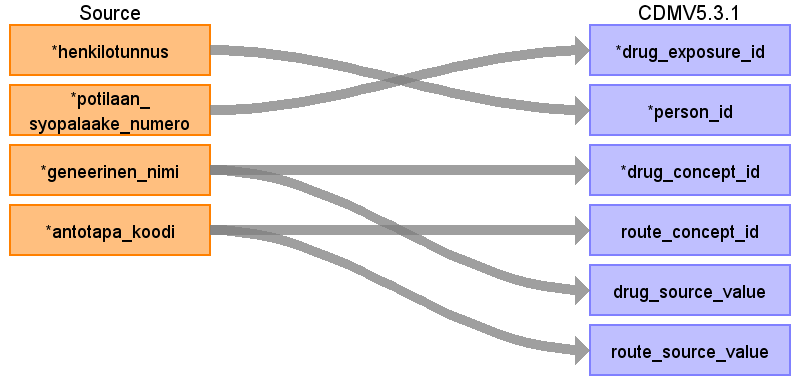 Source
CDMV5.3.1
*henkilotunnus
*drug_exposure_id
*potilaan_
syopalaake_numero
*person_id
*geneerinen_nimi
*drug_concept_id
*antotapa_koodi
route_concept_id
drug_source_value
route_source_value